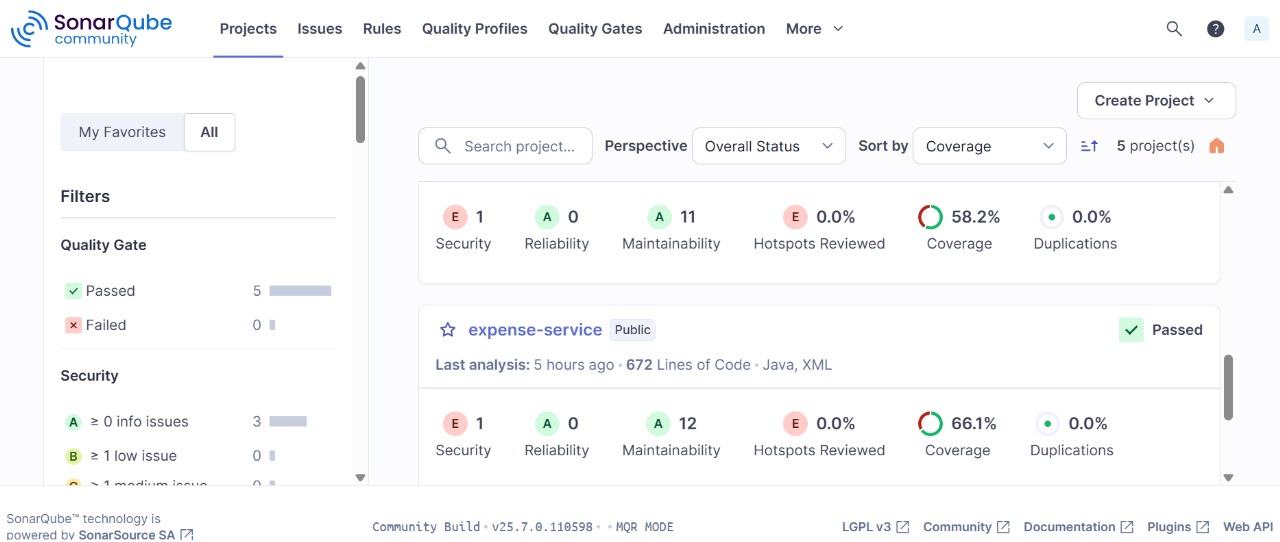 SonarQube
community
Projects Issues Rules Quality Profiles Quality Gates Administration More ? A
My Favorites All
Filters
Quality Gate
Passed 5
Failed 0
Security
A ≥ 0 info issues 3
B ≥ 1 low issue 0
C ≥ 1 medium issue 0
Create Project
Search project... Perspective Overall Status Sort by Coverage 5 project(s)
E 1 A 0 A 11 E 0.0% 58.2% 0.0%
Security Reliability Maintainability Hotspots Reviewed Coverage Duplications
expense-service Public Passed
Last analysis: 5 hours ago • 672 Lines of Code • Java, XML
E 1 A 0 A 12 E 0.0% 66.1% 0.0%
Security Reliability Maintainability Hotspots Reviewed Coverage Duplications
SonarQube™ technology is
powered by SonarSource SA
Community Build • v25.7.0.110598 • • MQR MODE
LGPL v3 Community Documentation Plugins Web API